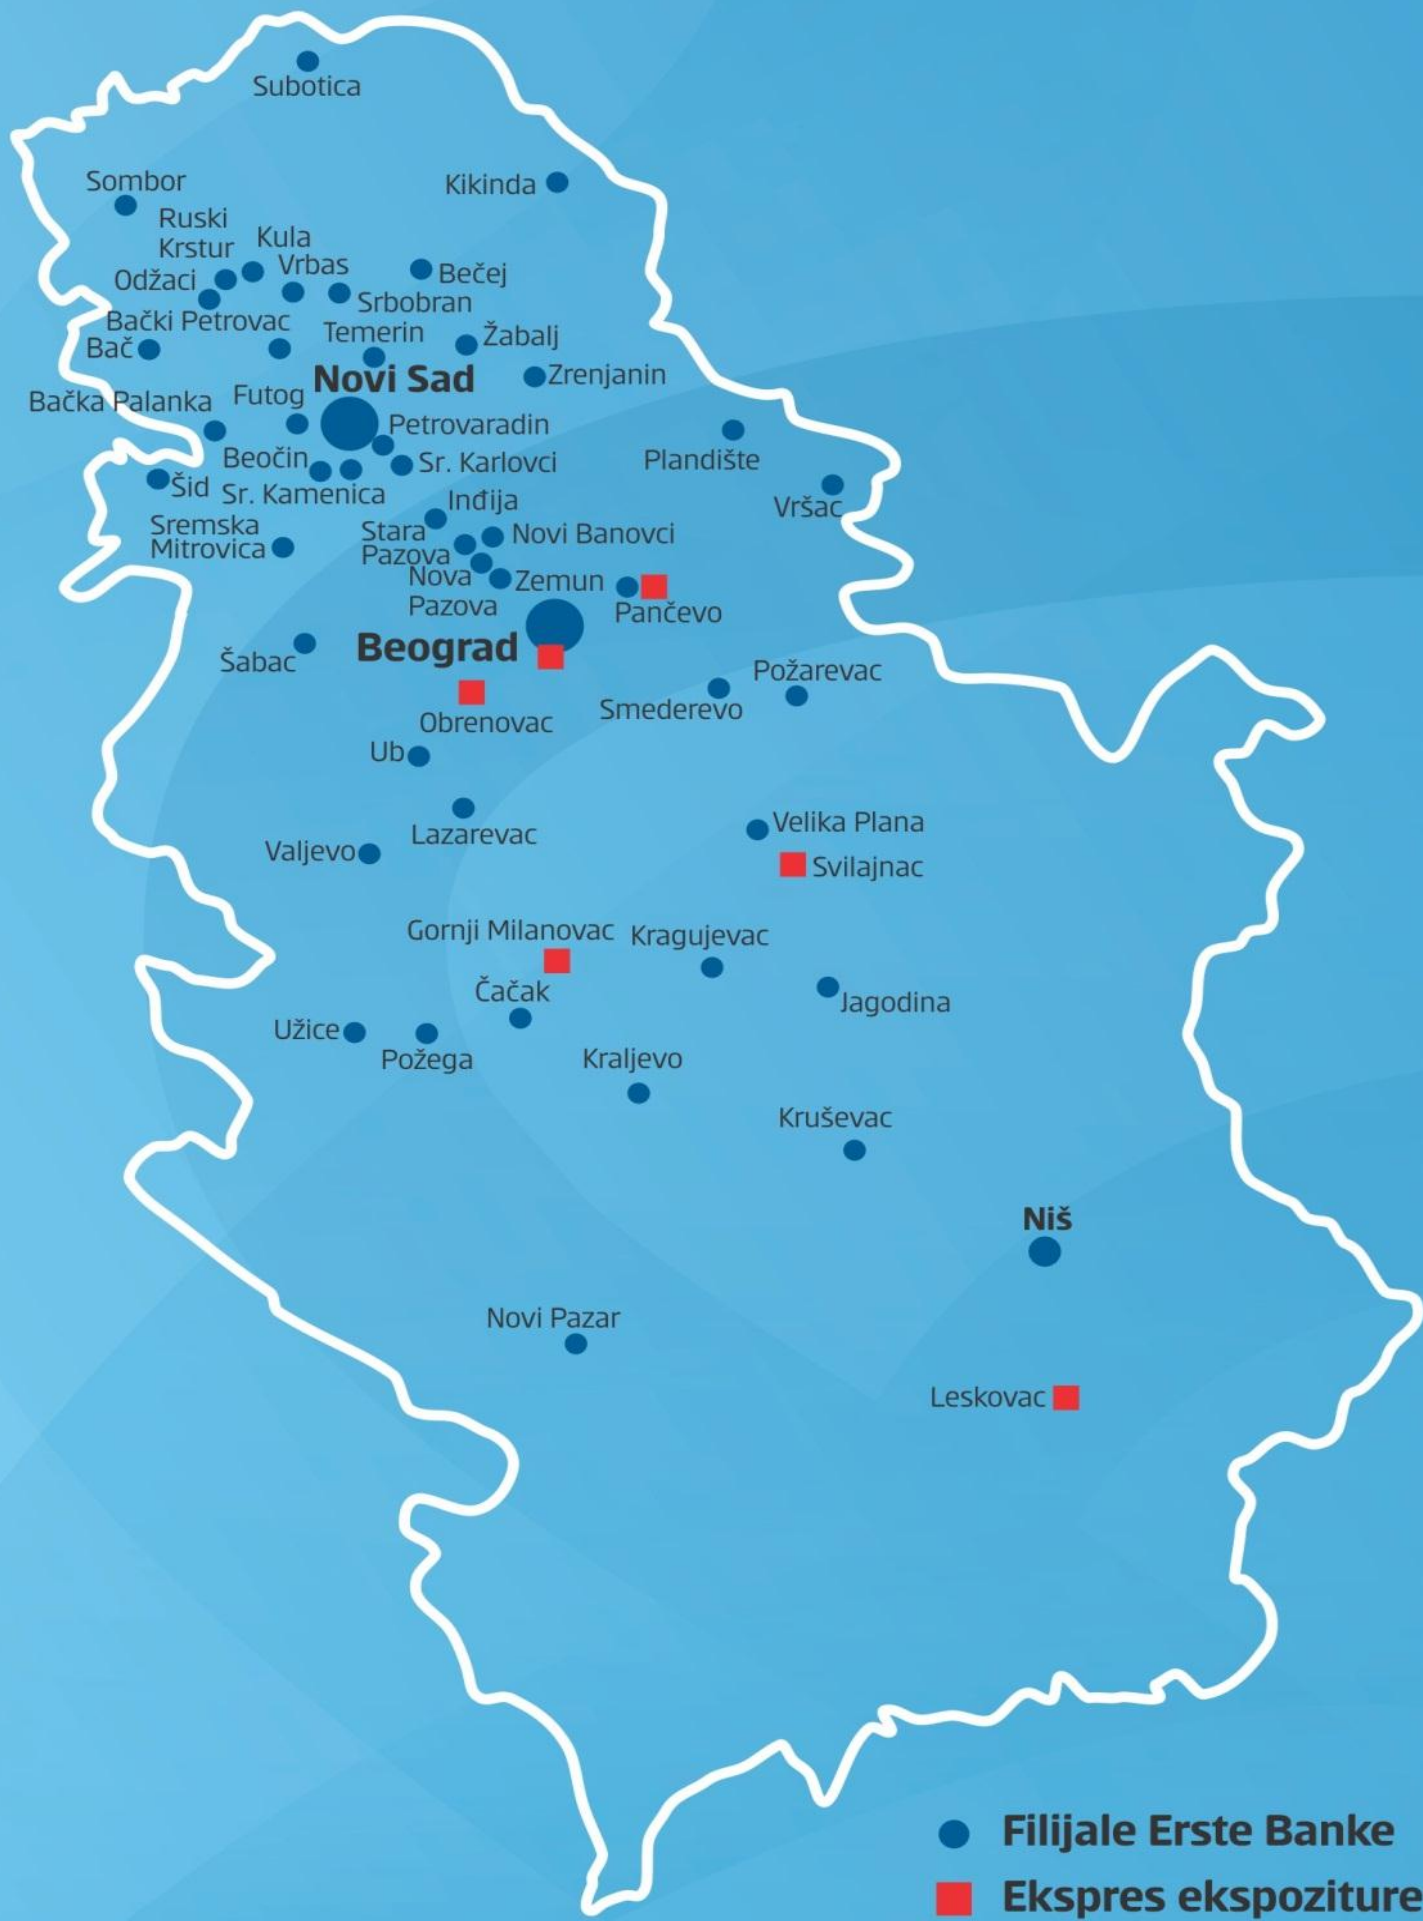 Subotica
Sombor
Kikinda
Ruski
Krstur
Kula
Vrbas
Odžaci
Bečej
Srbobran
Bački Petrovac
Temerin
Žabalj
Bač
Novi Sad
Zrenjanin
Bačka Palanka
Futog
Petrovaradin
Beočin
Sr. Karlovci
Plandište
Šid
Sr. Kamenica
Inđija
Vršac
Sremska
Mitrovica
Stara
Pazova
Novi Banovci
Nova
Pazova
Zemun
Pančevo
Beograd
Šabac
Požarevac
Smederevo
Obrenovac
Ub
Lazarevac
Velika Plana
Valjevo
Svilajnac
Gornji Milanovac
Kragujevac
Čačak
Jagodina
Užice
Požega
Kraljevo
Kruševac
Niš
Novi Pazar
Leskovac
Filijale Erste Banke
Ekspres ekspoziture